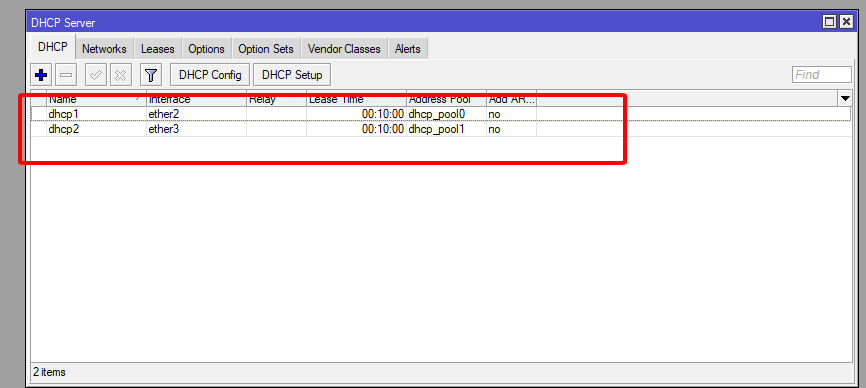 DHCP Server
DHCP Networks Leases Options Option Sets Vendor Classes Alerts
DHCP Config DHCP Setup Find
Name Interface Relay Lease Time Address Pool Add AR...
dhcp1 ether2 00:10:00 dhcp_pool0 no
dhcp2 ether3 00:10:00 dhcp_pool1 no
2 items